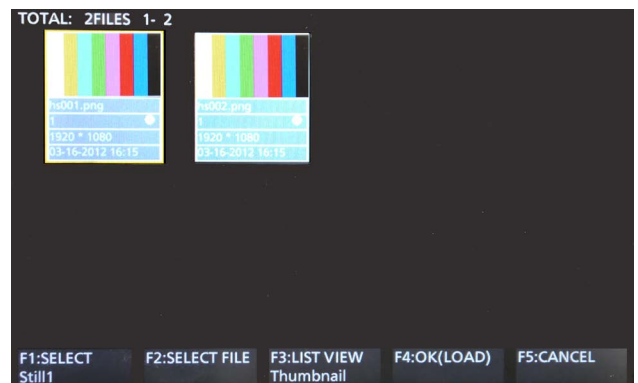 TOTAL: 2FILES 1- 2
hs001.png
1
1920 * 1080
03-16-2012 16:15
hs002.png
1
1920 * 1080
03-16-2012 16:15
F1:SELECT
Still1
F2:SELECT FILE
F3:LIST VIEW
Thumbnail
F4:OK(LOAD)
F5:CANCEL